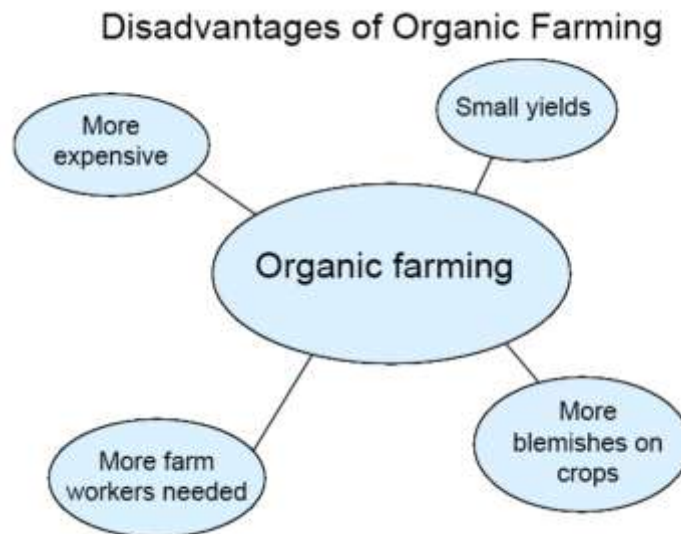 Disadvantages of Organic Farming
More
expensive
Small yields
Organic farming
More farm
workers needed
More
blemishes on
crops